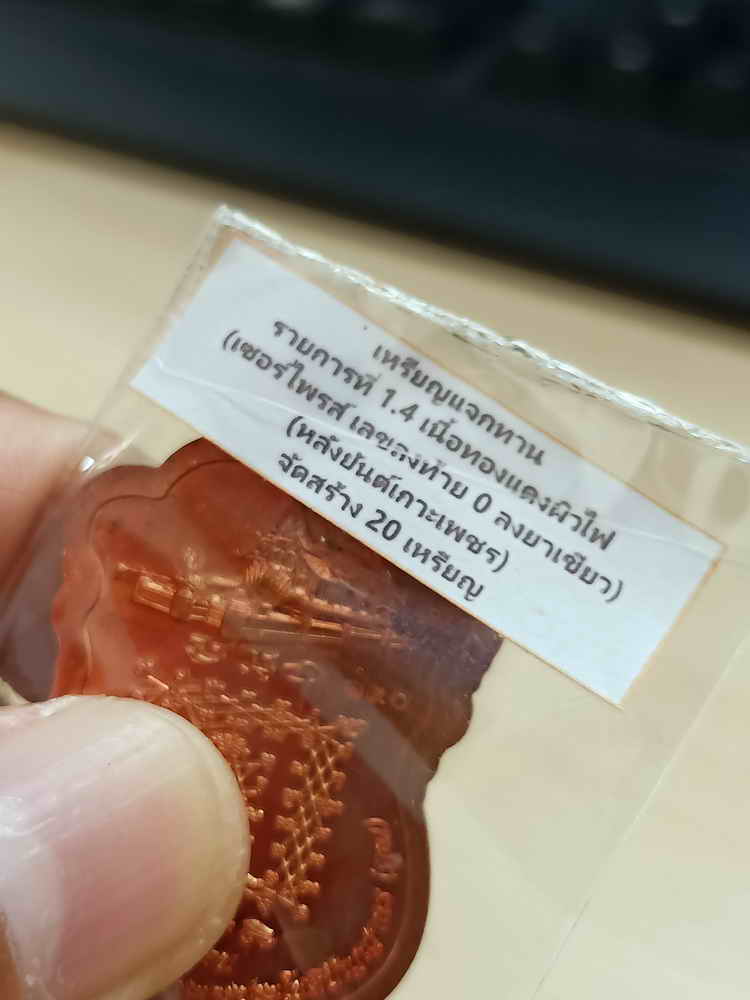 เหรียญแจกทาน
รายการที่ 1.4 เนื้อทองแดงผิวไฟ
(เซอร์ไพรส์ เลขลงท้าย 0 ลงยาเขียว)
(หลังยันต์เกาะเพชร)
จัดสร้าง 20 เหรียญ